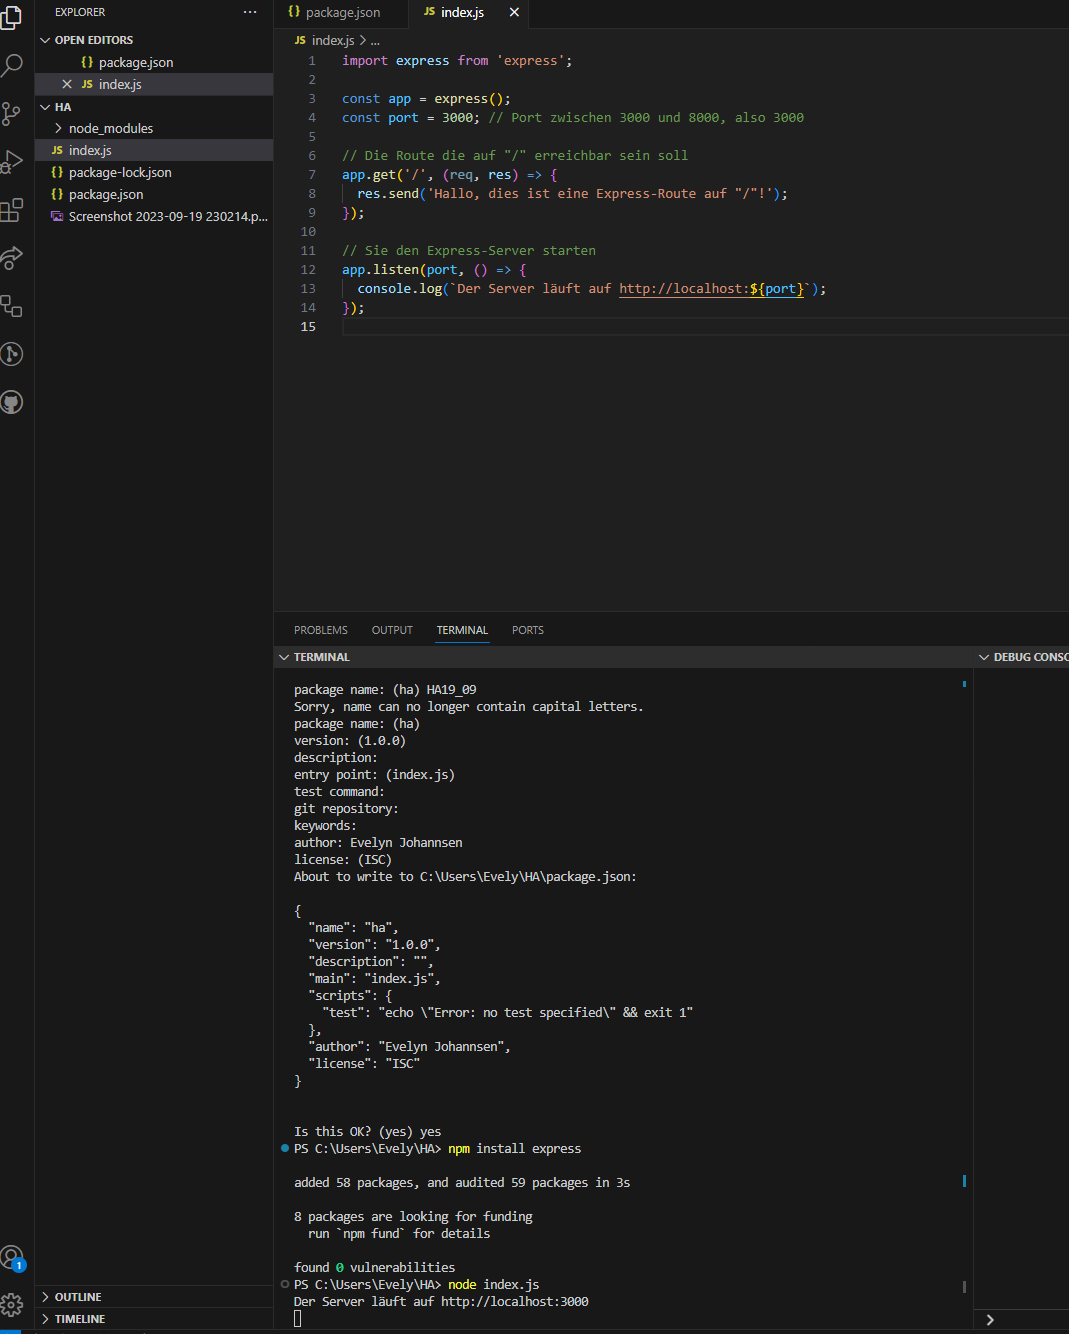 EXPLORER
OPEN EDITORS
{} package.json
JS index.js
HA
node_modules
JS index.js
{} package-lock.json
{} package.json
Screenshot 2023-09-19 230214.p...
OUTLINE
TIMELINE
1
{} package.json
JS index.js
JS index.js > ...
1 import express from 'express';
2
3 const app = express();
4 const port = 3000; // Port zwischen 3000 und 8000, also 3000
5
6 // Die Route die auf "/" erreichbar sein soll
7 app.get('/', (req, res) => {
8 res.send('Hallo, dies ist eine Express-Route auf "/"!');
9 });
10
11 // Sie den Express-Server starten
12 app.listen(port, () => {
13 console.log(`Der Server läuft auf http://localhost:${port}`);
14 });
15
PROBLEMS OUTPUT TERMINAL PORTS
TERMINAL
DEBUG CONSO
package name: (ha) HA19_09
Sorry, name can no longer contain capital letters.
package name: (ha)
version: (1.0.0)
description:
entry point: (index.js)
test command:
git repository:
keywords:
author: Evelyn Johannsen
license: (ISC)
About to write to C:\Users\Evely\HA\package.json:
{
"name": "ha",
"version": "1.0.0",
"description": "",
"main": "index.js",
"scripts": {
"test": "echo \"Error: no test specified\" && exit 1"
},
"author": "Evelyn Johannsen",
"license": "ISC"
}
Is this OK? (yes) yes
PS C:\Users\Evely\HA> npm install express
added 58 packages, and audited 59 packages in 3s
8 packages are looking for funding
run `npm fund` for details
found 0 vulnerabilities
PS C:\Users\Evely\HA> node index.js
Der Server läuft auf http://localhost:3000